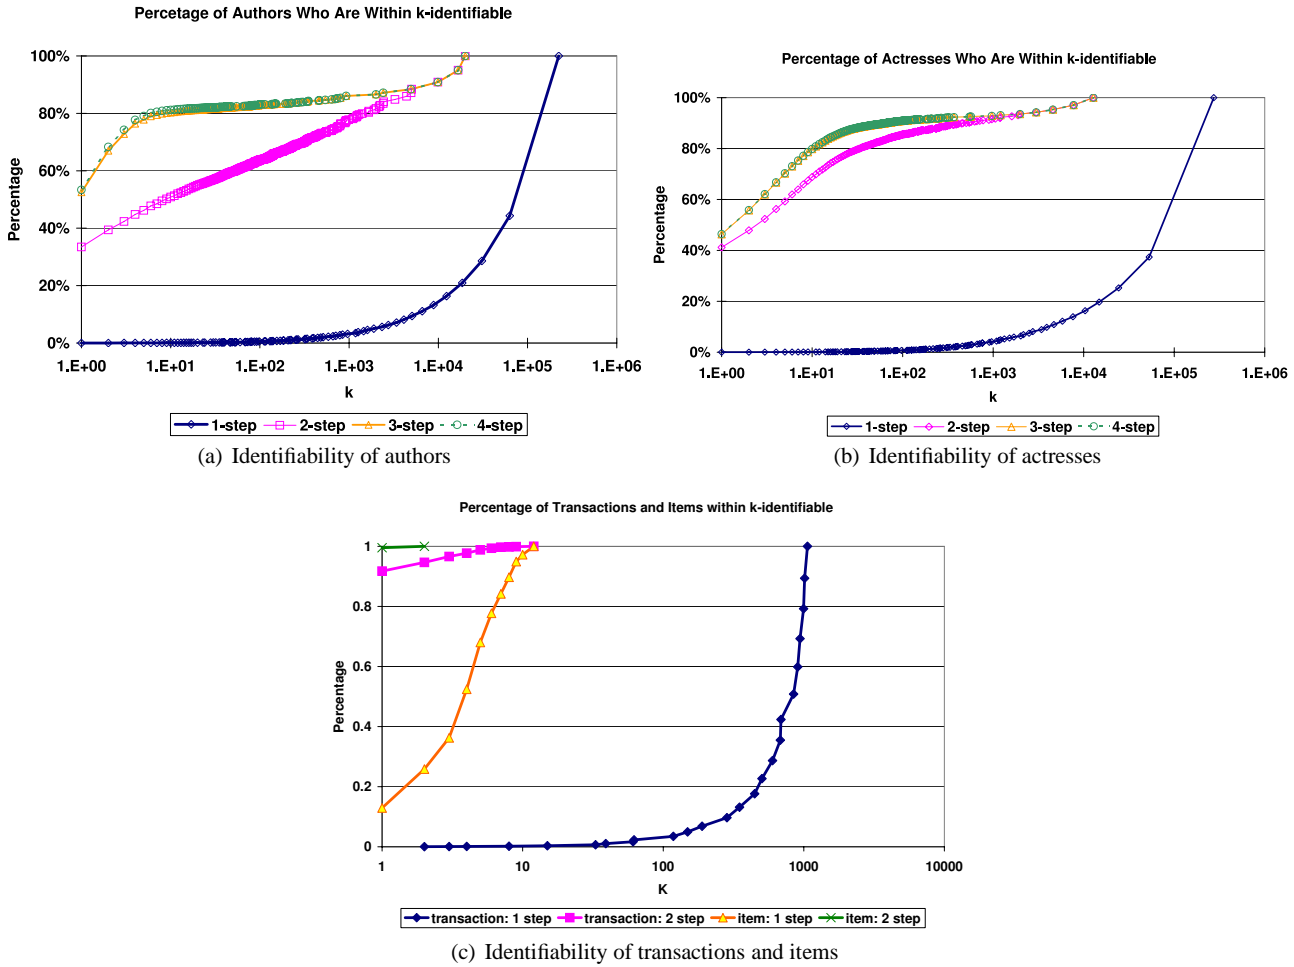 Percetage of Authors Who Are Within k-identifiable
100%
80%
60%
40%
20%
0%
Percentage
1.E+00 1.E+01 1.E+02 1.E+03 1.E+04 1.E+05 1.E+06
k
1-step 2-step 3-step 4-step
(a) Identifiability of authors
Percentage of Actresses Who Are Within k-identifiable
100%
80%
60%
40%
20%
0%
Percentage
1.E+00 1.E+01 1.E+02 1.E+03 1.E+04 1.E+05 1.E+06
k
1-step 2-step 3-step 4-step
(b) Identifiability of actresses
Percentage of Transactions and Items within k-identifiable
1
0.8
0.6
0.4
0.2
0
Percentage
1 10 100 1000 10000
K
transaction: 1 step transaction: 2 step item: 1 step item: 2 step
(c) Identifiability of transactions and items